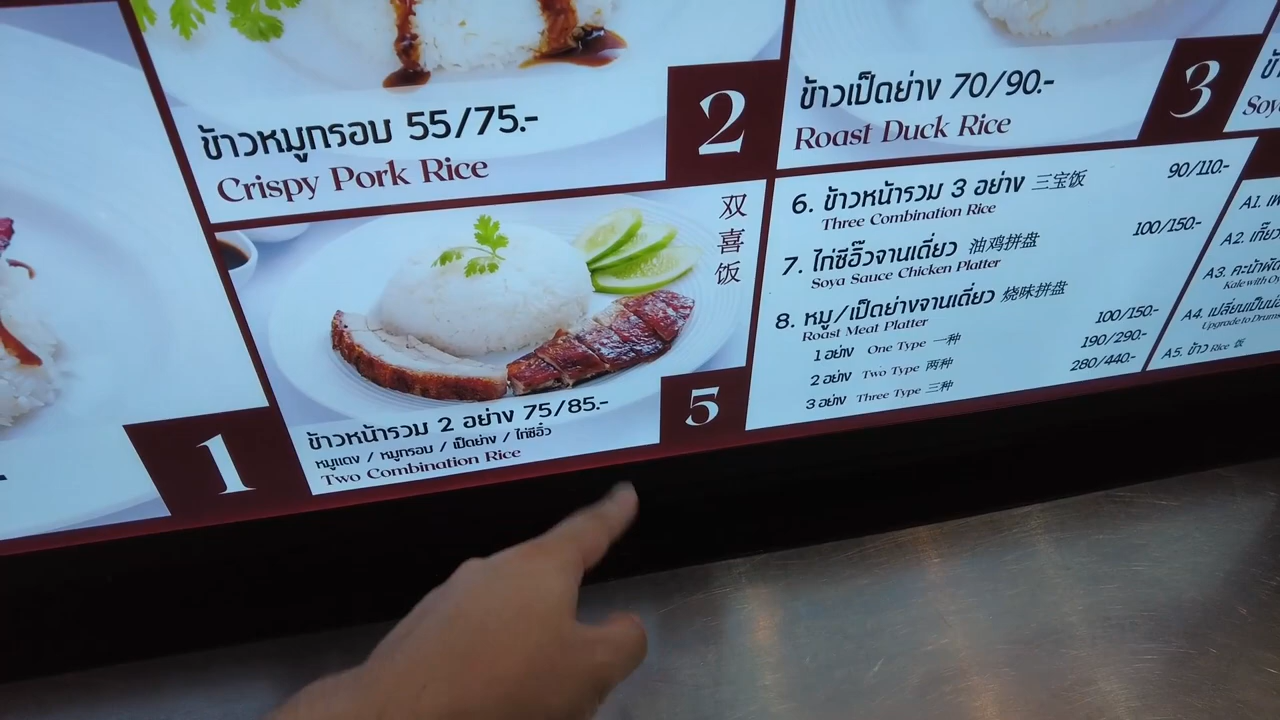 ข้าวหมูกรอบ 55/75.-
Crispy Pork Rice
2
ข้าวเป็ดย่าง 70/90.-
Roast Duck Rice
3
1
双喜饭
ข้าวหน้ารวม 2 อย่าง 75/85.-
หมูแดง / หมูกรอบ / เป็ดย่าง / ไก่ซีอิ๊ว
Two Combination Rice
5
6. ข้าวหน้ารวม 3 อย่าง 三宝饭 90/110.-
Three Combination Rice
7. ไก่ซีอิ๊วจานเดี่ยว 油鸡拼盘 100/150-
Soya Sauce Chicken Platter
8. หมู/เป็ดย่างจานเดี่ยว 烧味拼盘
Roast Meat Platter
1 อย่าง One Type 一种 100/150-
2 อย่าง Two Type 两种 190/290-
3 อย่าง Three Type 三种 280/440-
A1.
A2.
A3.
Kale with
A4.
Upgrade to
A5. ข้าว Rice 饭